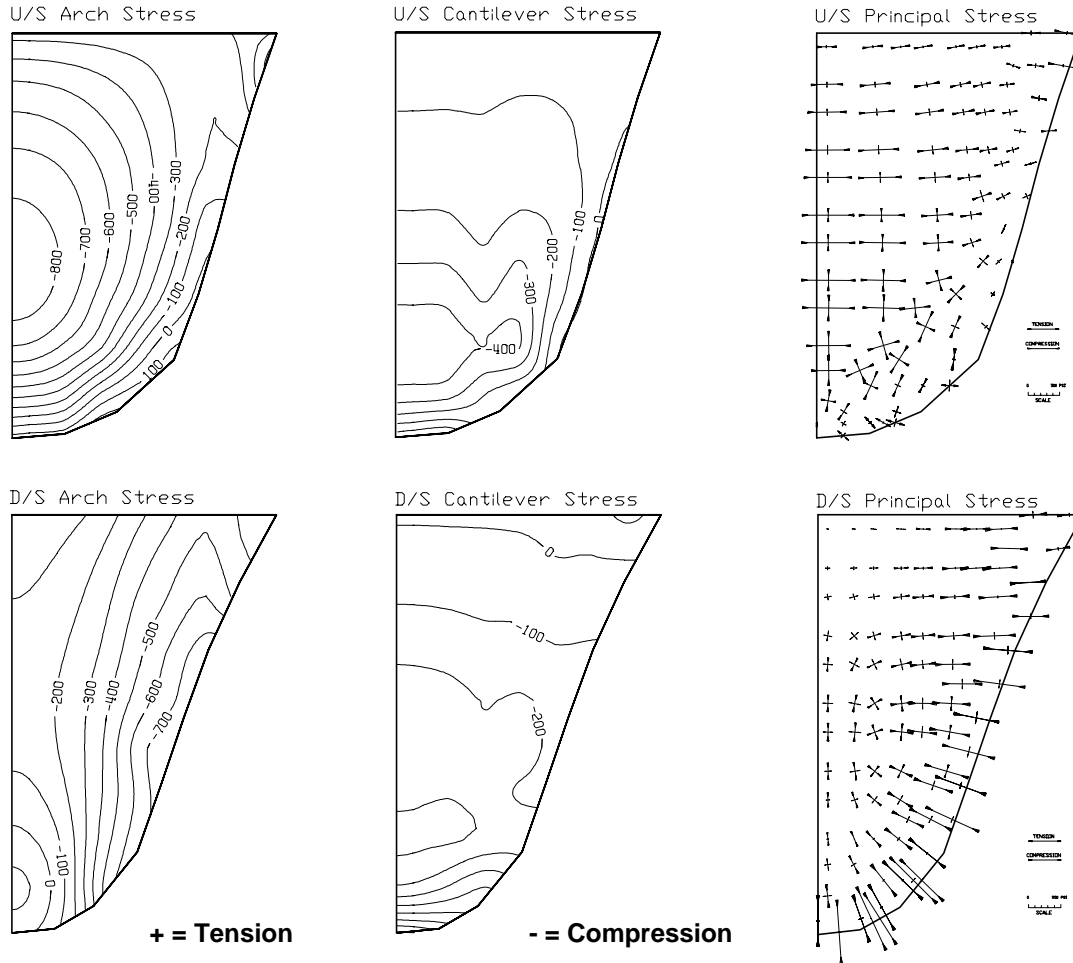 U/S Arch Stress
-300
-400
-500
-600
-700
-800
-200
-100
0
100
U/S Cantilever Stress
-100
0
-200
-300
-400
U/S Principal Stress
TENSION
COMPRESSION
SCALE
D/S Arch Stress
-500
-200
-300
-400
-600
-700
-100
0
D/S Cantilever Stress
0
-100
-200
D/S Principal Stress
TENSION
COMPRESSION
SCALE
+ = Tension
- = Compression